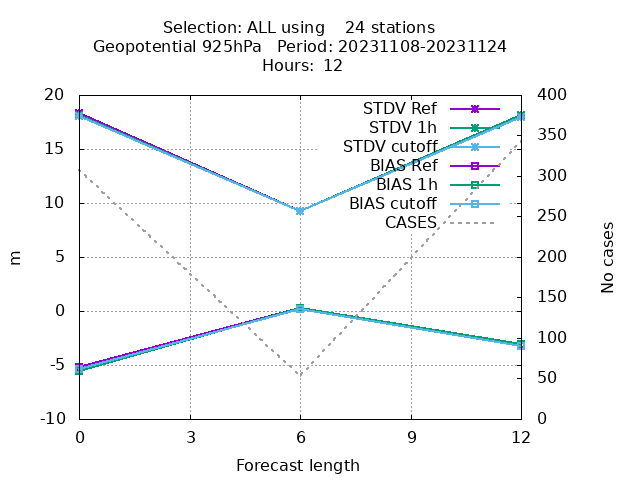 Selection: ALL using    24 stations
Geopotential 925hPa   Period: 20231108-20231124
Hours:  12
20
15
10
5
0
-5
-10
m
STDV Ref
STDV 1h
STDV cutoff
BIAS Ref
BIAS 1h
BIAS cutoff
CASES
400
350
300
250
200
150
100
50
0
No cases
0
3
6
9
12
Forecast length